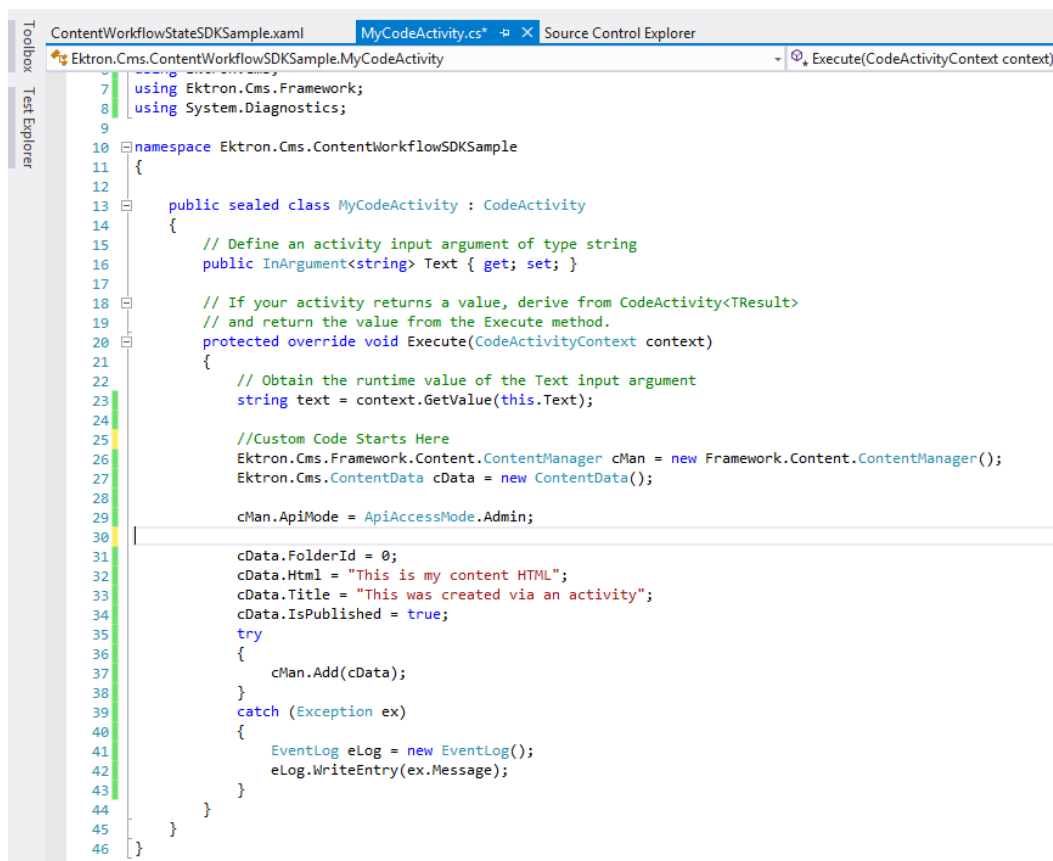 Toolbox
Test Explorer
ContentWorkflowStateSDKSample.xaml MyCodeActivity.cs* Source Control Explorer
Ektron.Cms.ContentWorkflowSDKSample.MyCodeActivity Execute(CodeActivityContext context)
7 using Ektron.Cms.Framework;
8 using System.Diagnostics;
9
10 namespace Ektron.Cms.ContentWorkflowSDKSample
11 {
12
13 public sealed class MyCodeActivity : CodeActivity
14 {
15 // Define an activity input argument of type string
16 public InArgument<string> Text { get; set; }
17
18 // If your activity returns a value, derive from CodeActivity<TResult>
19 // and return the value from the Execute method.
20 protected override void Execute(CodeActivityContext context)
21 {
22 // Obtain the runtime value of the Text input argument
23 string text = context.GetValue(this.Text);
24
25 //Custom Code Starts Here
26 Ektron.Cms.Framework.Content.ContentManager cMan = new Framework.Content.ContentManager();
27 Ektron.Cms.ContentData cData = new ContentData();
28
29 cMan.ApiMode = ApiAccessMode.Admin;
30
31 cData.FolderId = 0;
32 cData.Html = "This is my content HTML";
33 cData.Title = "This was created via an activity";
34 cData.IsPublished = true;
35 try
36 {
37 cMan.Add(cData);
38 }
39 catch (Exception ex)
40 {
41 EventLog eLog = new EventLog();
42 eLog.WriteEntry(ex.Message);
43 }
44 }
45 }
46 }